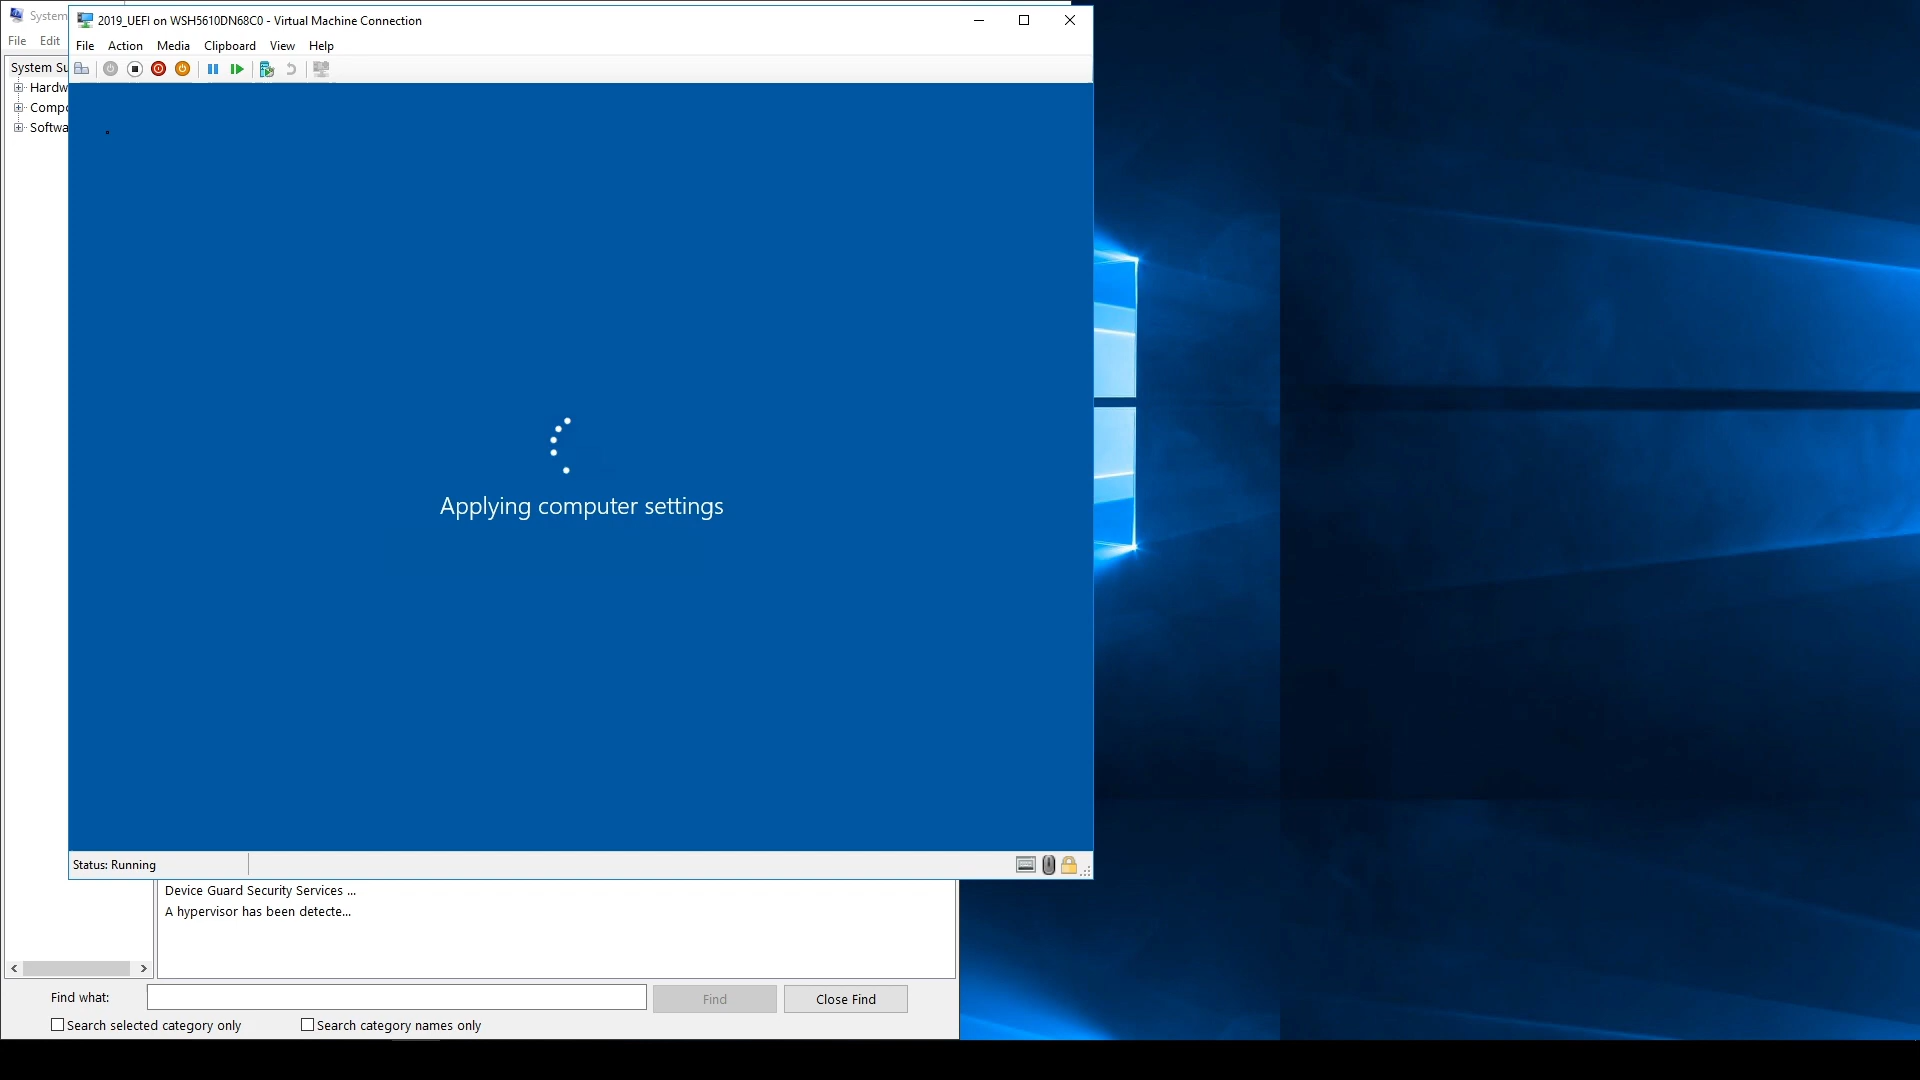 System
File Edit
System Su
Hardw
Compo
Softwa
2019_UEFI on WSH5610DN68C0 - Virtual Machine Connection
File Action Media Clipboard View Help
Applying computer settings
Status: Running
Device Guard Security Services ...
A hypervisor has been detecte...
Find what:
Find
Close Find
Search selected category only
Search category names only